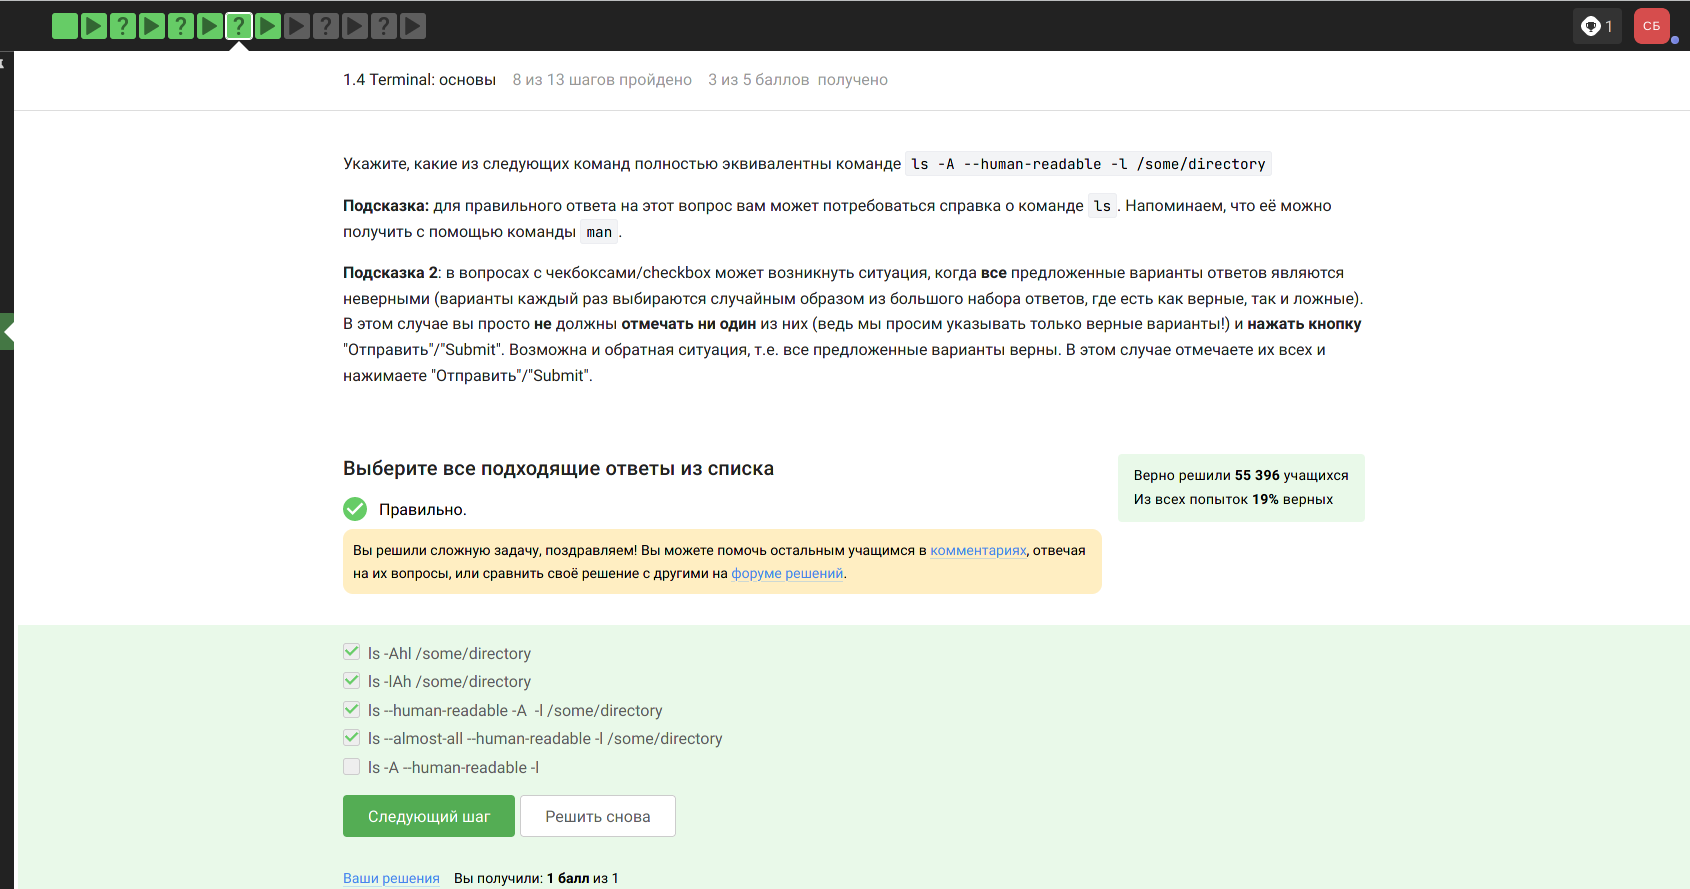 1
СБ
1.4 Terminal: основы 8 из 13 шагов пройдено 3 из 5 баллов получено
Укажите, какие из следующих команд полностью эквивалентны команде ls -A --human-readable -l /some/directory
Подсказка: для правильного ответа на этот вопрос вам может потребоваться справка о команде ls. Напоминаем, что её можно
получить с помощью команды man.
Подсказка 2: в вопросах с чекбоксами/checkbox может возникнуть ситуация, когда все предложенные варианты ответов являются
неверными (варианты каждый раз выбираются случайным образом из большого набора ответов, где есть как верные, так и ложные).
В этом случае вы просто не должны отмечать ни один из них (ведь мы просим указывать только верные варианты!) и нажать кнопку
"Отправить"/"Submit". Возможна и обратная ситуация, т.е. все предложенные варианты верны. В этом случае отмечаете их всех и
нажимаете "Отправить"/"Submit".
Выберите все подходящие ответы из списка
Верно решили 55 396 учащихся
Из всех попыток 19% верных
Правильно.
Вы решили сложную задачу, поздравляем! Вы можете помочь остальным учащимся в комментариях, отвечая
на их вопросы, или сравнить своё решение с другими на форуме решений.
ls -Ahl /some/directory
ls -lAh /some/directory
ls --human-readable -A -l /some/directory
ls --almost-all --human-readable -l /some/directory
ls -A --human-readable -l
Следующий шаг Решить снова
Ваши решения Вы получили: 1 балл из 1